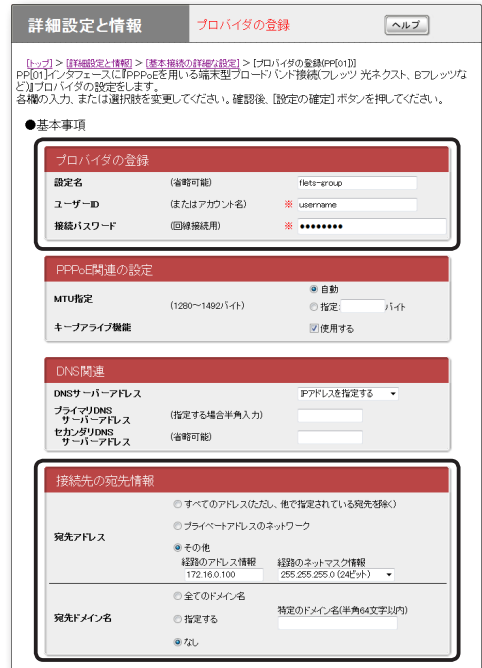 詳細設定と情報
プロバイダの登録
ヘルプ
[トップ] > [詳細設定と情報] > [基本接続の詳細な設定] > [プロバイダの登録(PP[01])]
PP[01]インタフェースに『PPPoEを用いる端末型ブロードバンド接続(フレッツ 光ネクスト、Bフレッツな
ど)』プロバイダの設定をします。
各欄の入力、または選択肢を変更してください。確認後、[設定の確定] ボタンを押してください。
●基本事項
プロバイダの登録
設定名 (省略可能) flets-group
ユーザーID (またはアカウント名) ※ username
接続パスワード (回線接続用) ※ ●●●●●●●●
PPPoE関連の設定
MTU指定 (1280～1492バイト)
自動
指定: バイト
キープアライブ機能 使用する
DNS関連
DNSサーバーアドレス IPアドレスを指定する
プライマリDNS
サーバーアドレス (指定する場合半角入力)
セカンダリDNS
サーバーアドレス (省略可能)
接続先の宛先情報
宛先アドレス
すべてのアドレス(ただし、他で指定されている宛先を除く)
プライベートアドレスのネットワーク
その他
経路のアドレス情報 経路のネットマスク情報
172.16.0.100 255.255.255.0 (24ビット)
宛先ドメイン名
全てのドメイン名
指定する 特定のドメイン名(半角64文字以内)
なし